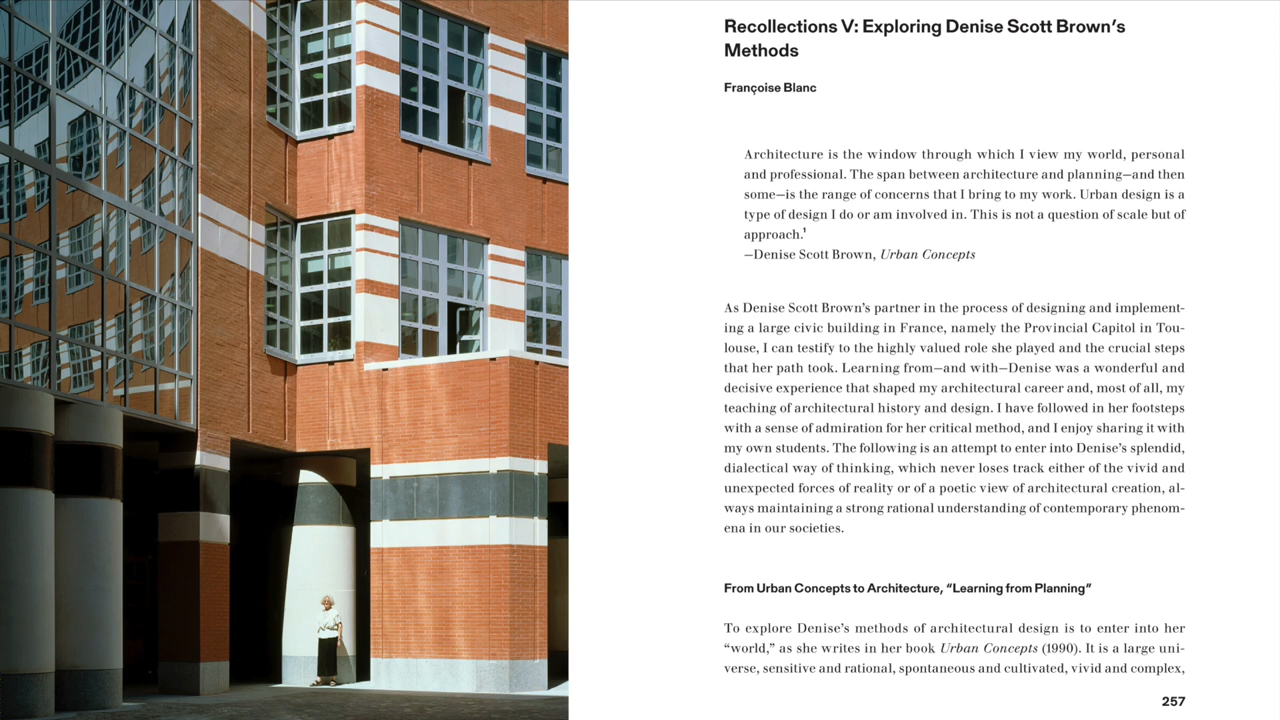 Recollections V: Exploring Denise Scott Brown's
Methods
Françoise Blanc
Architecture is the window through which I view my world, personal
and professional. The span between architecture and planning—and then
some—is the range of concerns that I bring to my work. Urban design is a
type of design I do or am involved in. This is not a question of scale but of
approach.¹
—Denise Scott Brown, Urban Concepts
As Denise Scott Brown's partner in the process of designing and implement-
ing a large civic building in France, namely the Provincial Capitol in Tou-
louse, I can testify to the highly valued role she played and the crucial steps
that her path took. Learning from—and with—Denise was a wonderful and
decisive experience that shaped my architectural career and, most of all, my
teaching of architectural history and design. I have followed in her footsteps
with a sense of admiration for her critical method, and I enjoy sharing it with
my own students. The following is an attempt to enter into Denise's splendid,
dialectical way of thinking, which never loses track either of the vivid and
unexpected forces of reality or of a poetic view of architectural creation, al-
ways maintaining a strong rational understanding of contemporary phenom-
ena in our societies.
From Urban Concepts to Architecture, “Learning from Planning”
To explore Denise's methods of architectural design is to enter into her
“world,” as she writes in her book Urban Concepts (1990). It is a large uni-
verse, sensitive and rational, spontaneous and cultivated, vivid and complex,
257